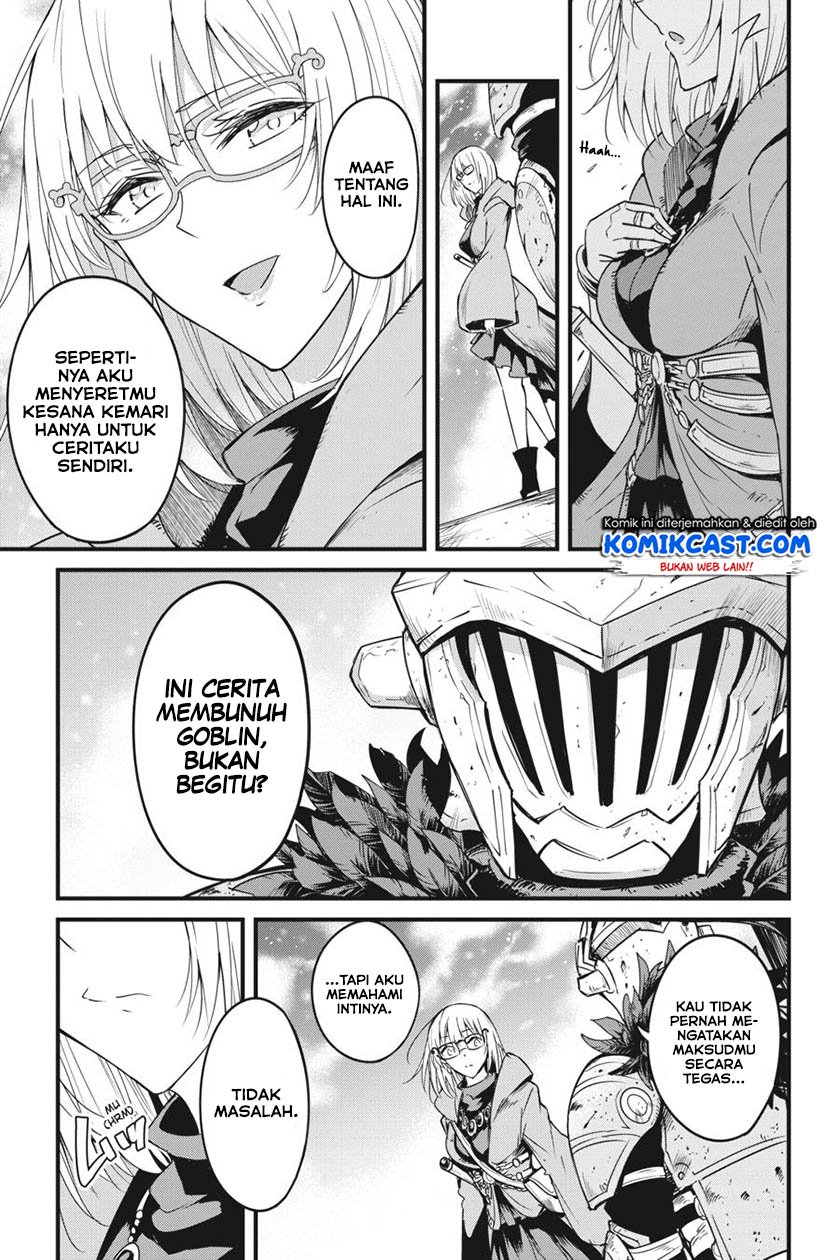 Haah...
MAAF
TENTANG
HAL INI.
SEPERTI-
NYA AKU
MENYERETMU
KESANA KEMARI
HANYA UNTUK
CERITAKU
SENDIRI.
Komik ini diterjemahkan & diedit oleh
KOMIKCAST.COM
BUKAN WEB LAIN!!
INI CERITA
MEMBUNUH
GOBLIN,
BUKAN
BEGITU?
KAU TIDAK
PERNAH ME-
NGATAKAN
MAKSUDMU
SECARA
TEGAS...
...TAPI AKU
MEMAHAMI
INTINYA.
TIDAK
MASALAH.
MU
CHRMO